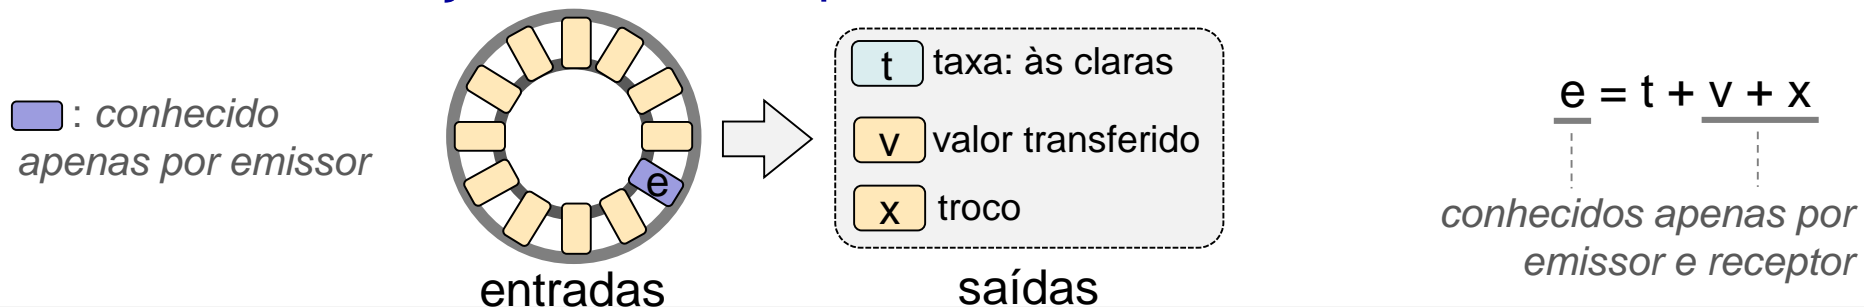 : conhecido
apenas por emissor
e
entradas
t taxa: às claras
v valor transferido
x troco
saídas
e = t + v + x
conhecidos apenas por
emissor e receptor